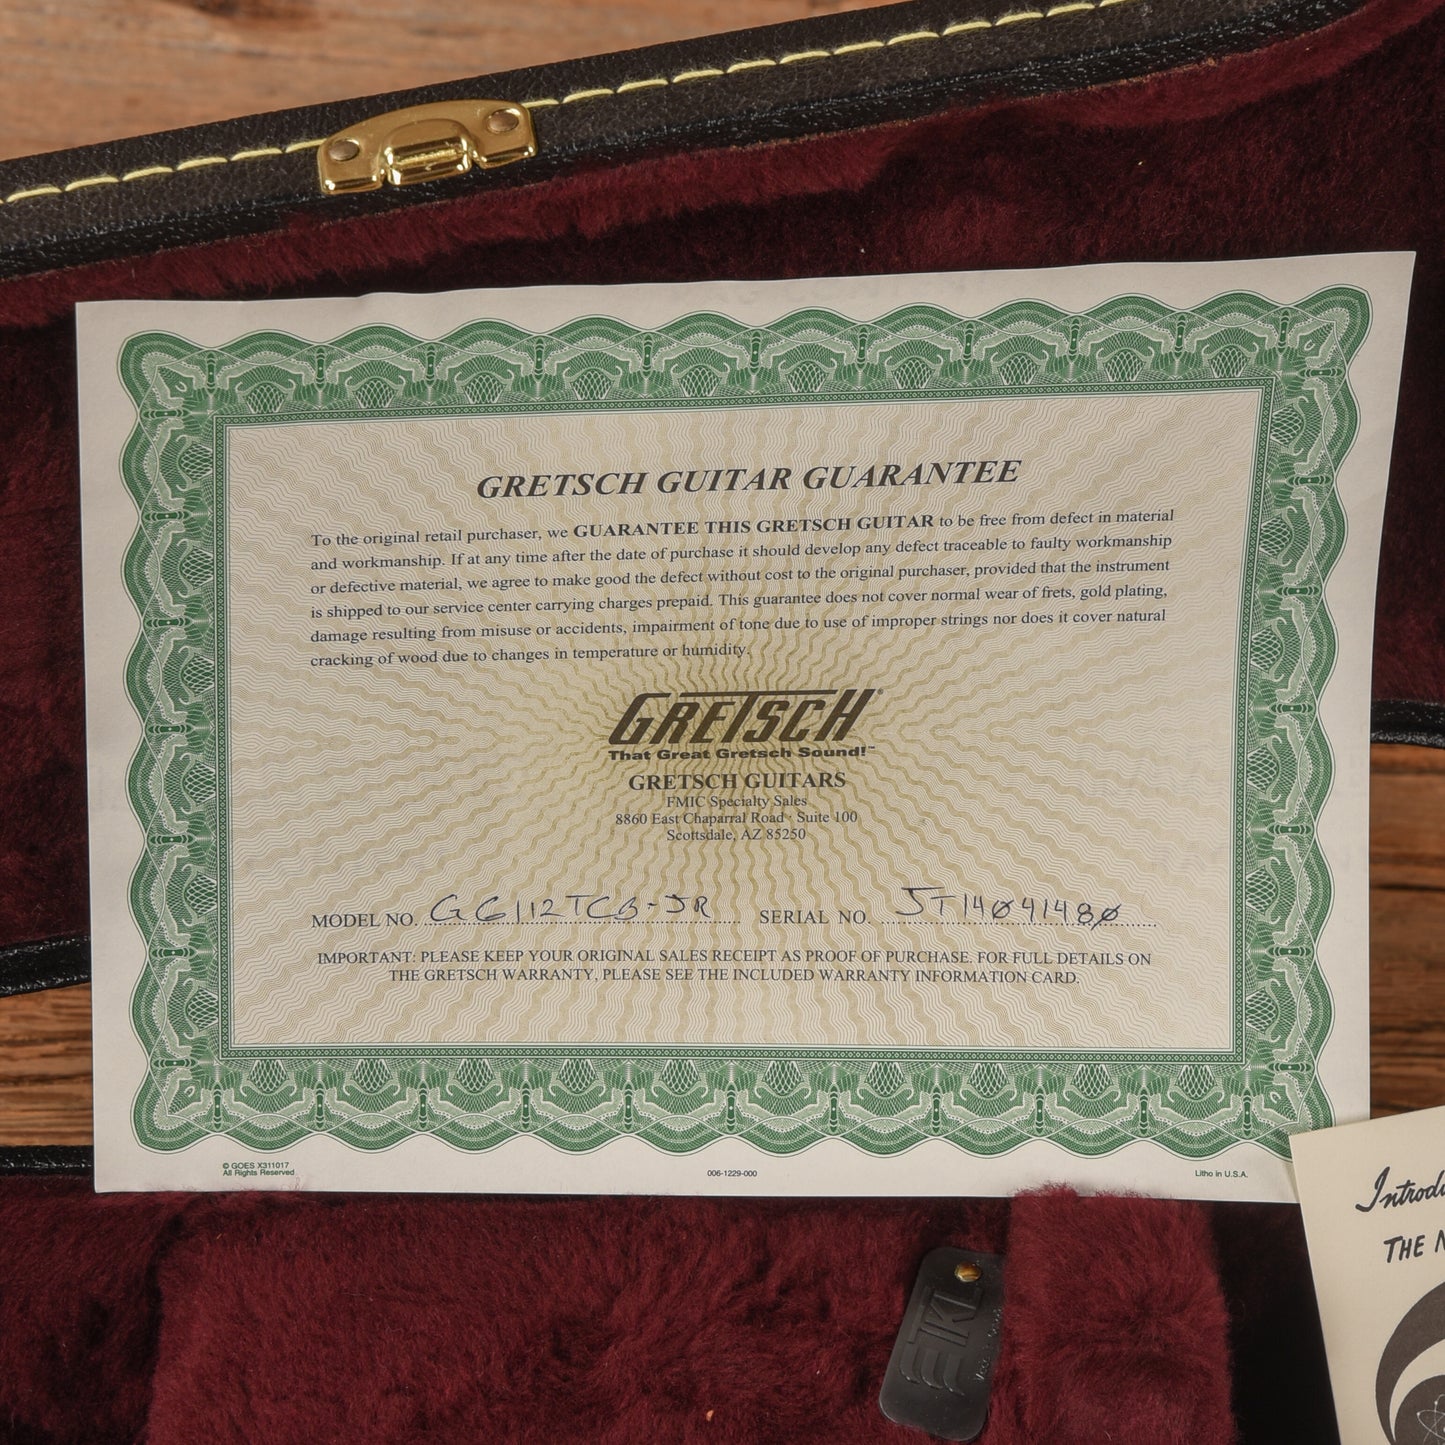 GRETSCH GUITAR GUARANTEE
To the original retail purchaser, we GUARANTEE THIS GRETSCH GUITAR to be free from defect in material
and workmanship. If at any time after the date of purchase it should develop any defect traceable to faulty workmanship
or defective material, we agree to make good the defect without cost to the original purchaser, provided that the instrument
is shipped to our service center carrying charges prepaid. This guarantee does not cover normal wear of frets, gold plating,
damage resulting from misuse or accidents, impairment of tone due to use of improper strings nor does it cover natural
cracking of wood due to changes in temperature or humidity.
GRETSCH®
That Great Gretsch Sound!™
GRETSCH GUITARS
FMIC Specialty Sales
8860 East Chaparral Road · Suite 100
Scottsdale, AZ 85250
MODEL NO. G6112TCB-JR SERIAL NO. JT14041480
IMPORTANT: PLEASE KEEP YOUR ORIGINAL SALES RECEIPT AS PROOF OF PURCHASE. FOR FULL DETAILS ON
THE GRETSCH WARRANTY, PLEASE SEE THE INCLUDED WARRANTY INFORMATION CARD.
© GOES X311017
All Rights Reserved
006-1229-000
Litho in U.S.A.
Introdu
THE N
TKL